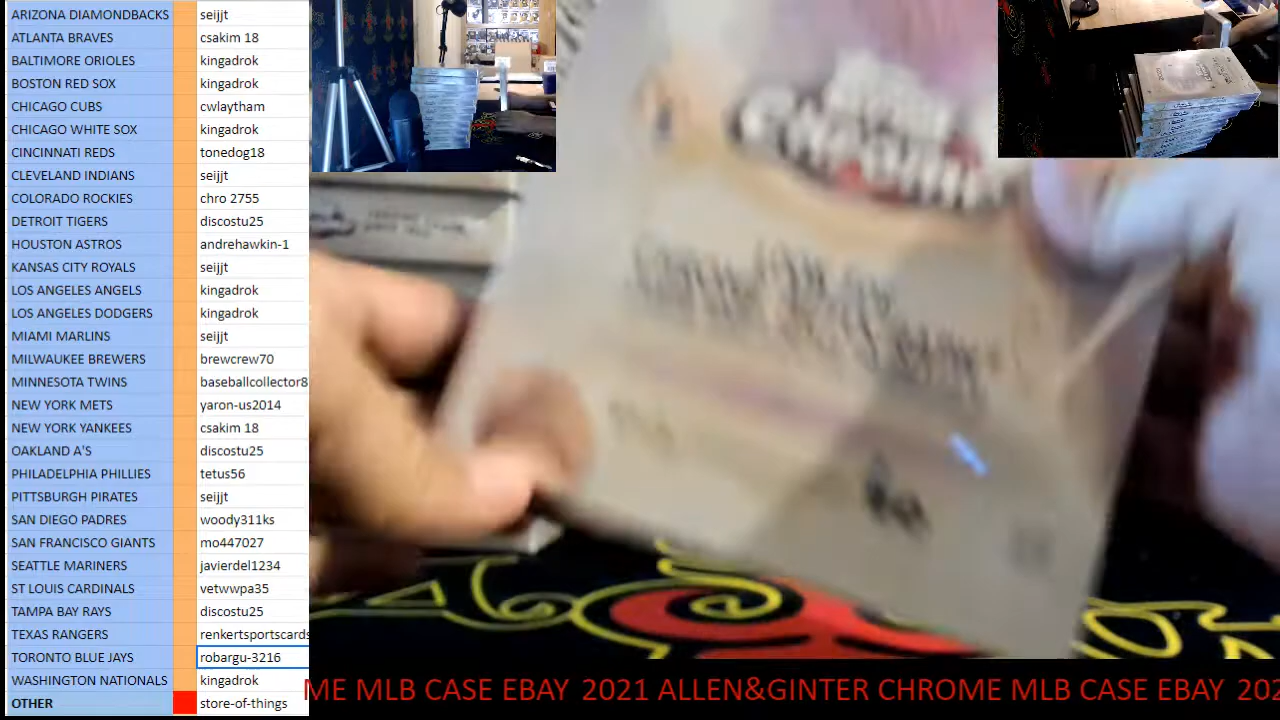 ARIZONA DIAMONDBACKS seijjt
ATLANTA BRAVES csakim 18
BALTIMORE ORIOLES kingadrok
BOSTON RED SOX kingadrok
CHICAGO CUBS cwlaytham
CHICAGO WHITE SOX kingadrok
CINCINNATI REDS tonedog18
CLEVELAND INDIANS seijjt
COLORADO ROCKIES chro 2755
DETROIT TIGERS discostu25
HOUSTON ASTROS andrehawkin-1
KANSAS CITY ROYALS seijjt
LOS ANGELES ANGELS kingadrok
LOS ANGELES DODGERS kingadrok
MIAMI MARLINS seijjt
MILWAUKEE BREWERS brewcrew70
MINNESOTA TWINS baseballcollector8
NEW YORK METS yaron-us2014
NEW YORK YANKEES csakim 18
OAKLAND A'S discostu25
PHILADELPHIA PHILLIES tetus56
PITTSBURGH PIRATES seijjt
SAN DIEGO PADRES woody311ks
SAN FRANCISCO GIANTS mo447027
SEATTLE MARINERS javierdel1234
ST LOUIS CARDINALS vetwwpa35
TAMPA BAY RAYS discostu25
TEXAS RANGERS renkertsportscards
TORONTO BLUE JAYS robargu-3216
WASHINGTON NATIONALS kingadrok
OTHER store-of-things
ME MLB CASE EBAY 2021 ALLEN&GINTER CHROME MLB CASE EBAY 202